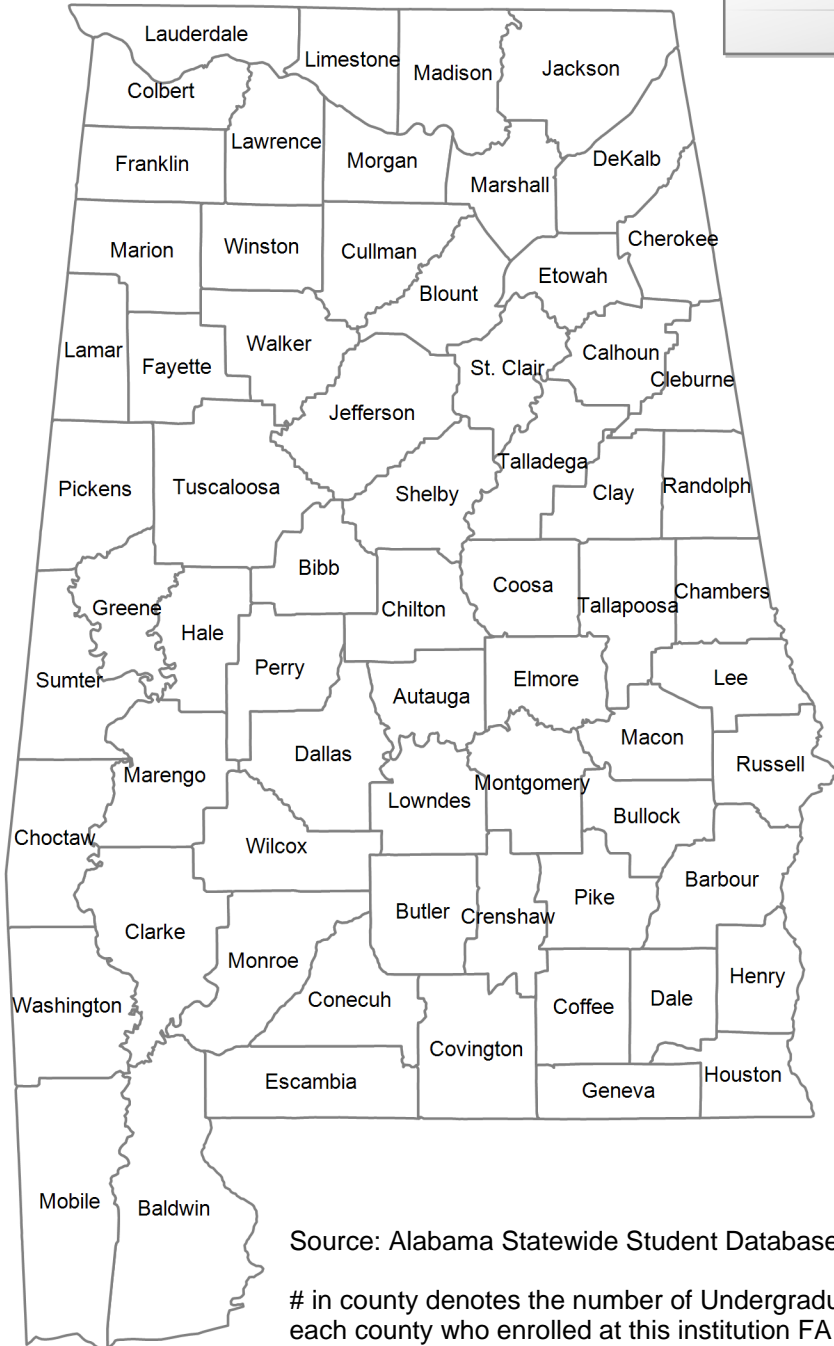 Lauderdale
Limestone
Madison
Jackson
Colbert
Lawrence
Franklin
Morgan
DeKalb
Marshall
Marion
Winston
Cullman
Cherokee
Etowah
Blount
Lamar
Fayette
Walker
St. Clair
Calhoun
Cleburne
Jefferson
Talladega
Pickens
Tuscaloosa
Shelby
Clay
Randolph
Bibb
Coosa
Chambers
Greene
Hale
Chilton
Tallapoosa
Sumter
Perry
Autauga
Elmore
Lee
Marengo
Dallas
Macon
Russell
Montgomery
Lowndes
Bullock
Choctaw
Wilcox
Barbour
Clarke
Butler
Crenshaw
Pike
Monroe
Washington
Conecuh
Coffee
Dale
Henry
Covington
Escambia
Geneva
Houston
Mobile
Baldwin
Source: Alabama Statewide Student Database
# in county denotes the number of Undergradu
each county who enrolled at this institution FA